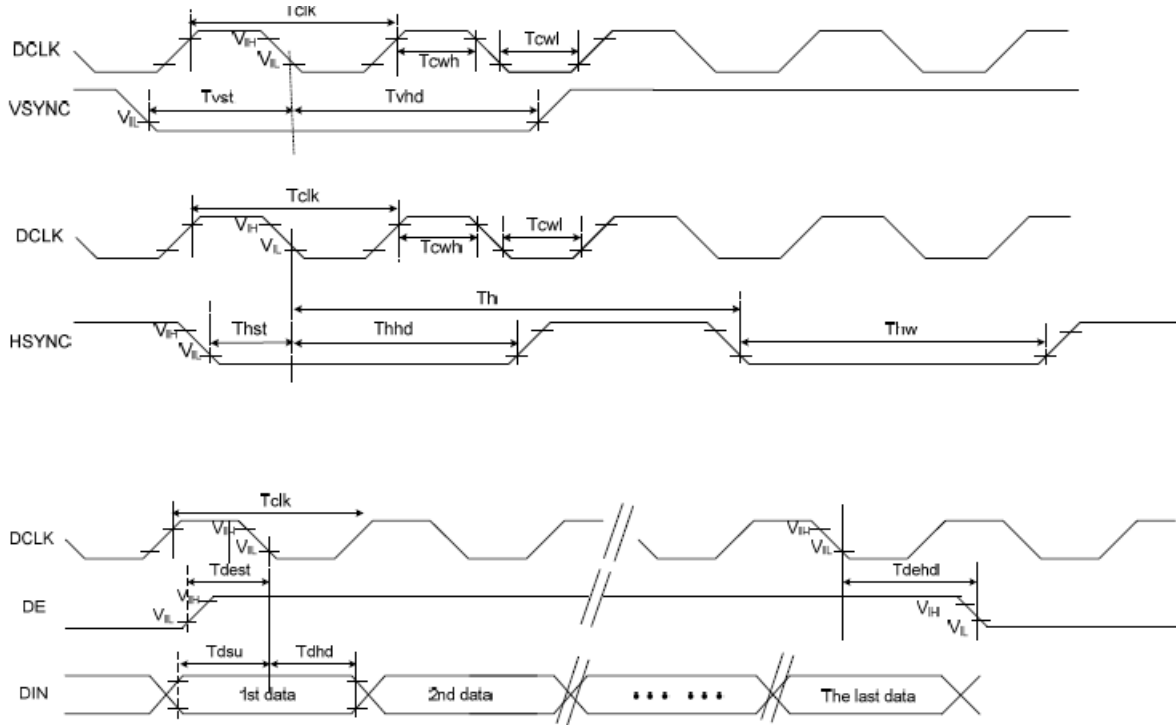 Tclk
DCLK VIH VIL Tcwh Tcwl
VSYNC VIL Tvst Tvhd
Tclk
DCLK VIH VIL Tcwh Tcwl
Th
HSYNC VIH VIL Thst Thhd Thw
Tclk
DCLK VIH VIL VIH VIL
Tdest Tdehd
DE VIH VIL VIH VIL
Tdsu Tdhd
DIN 1st data 2nd data ••• ••• The last data